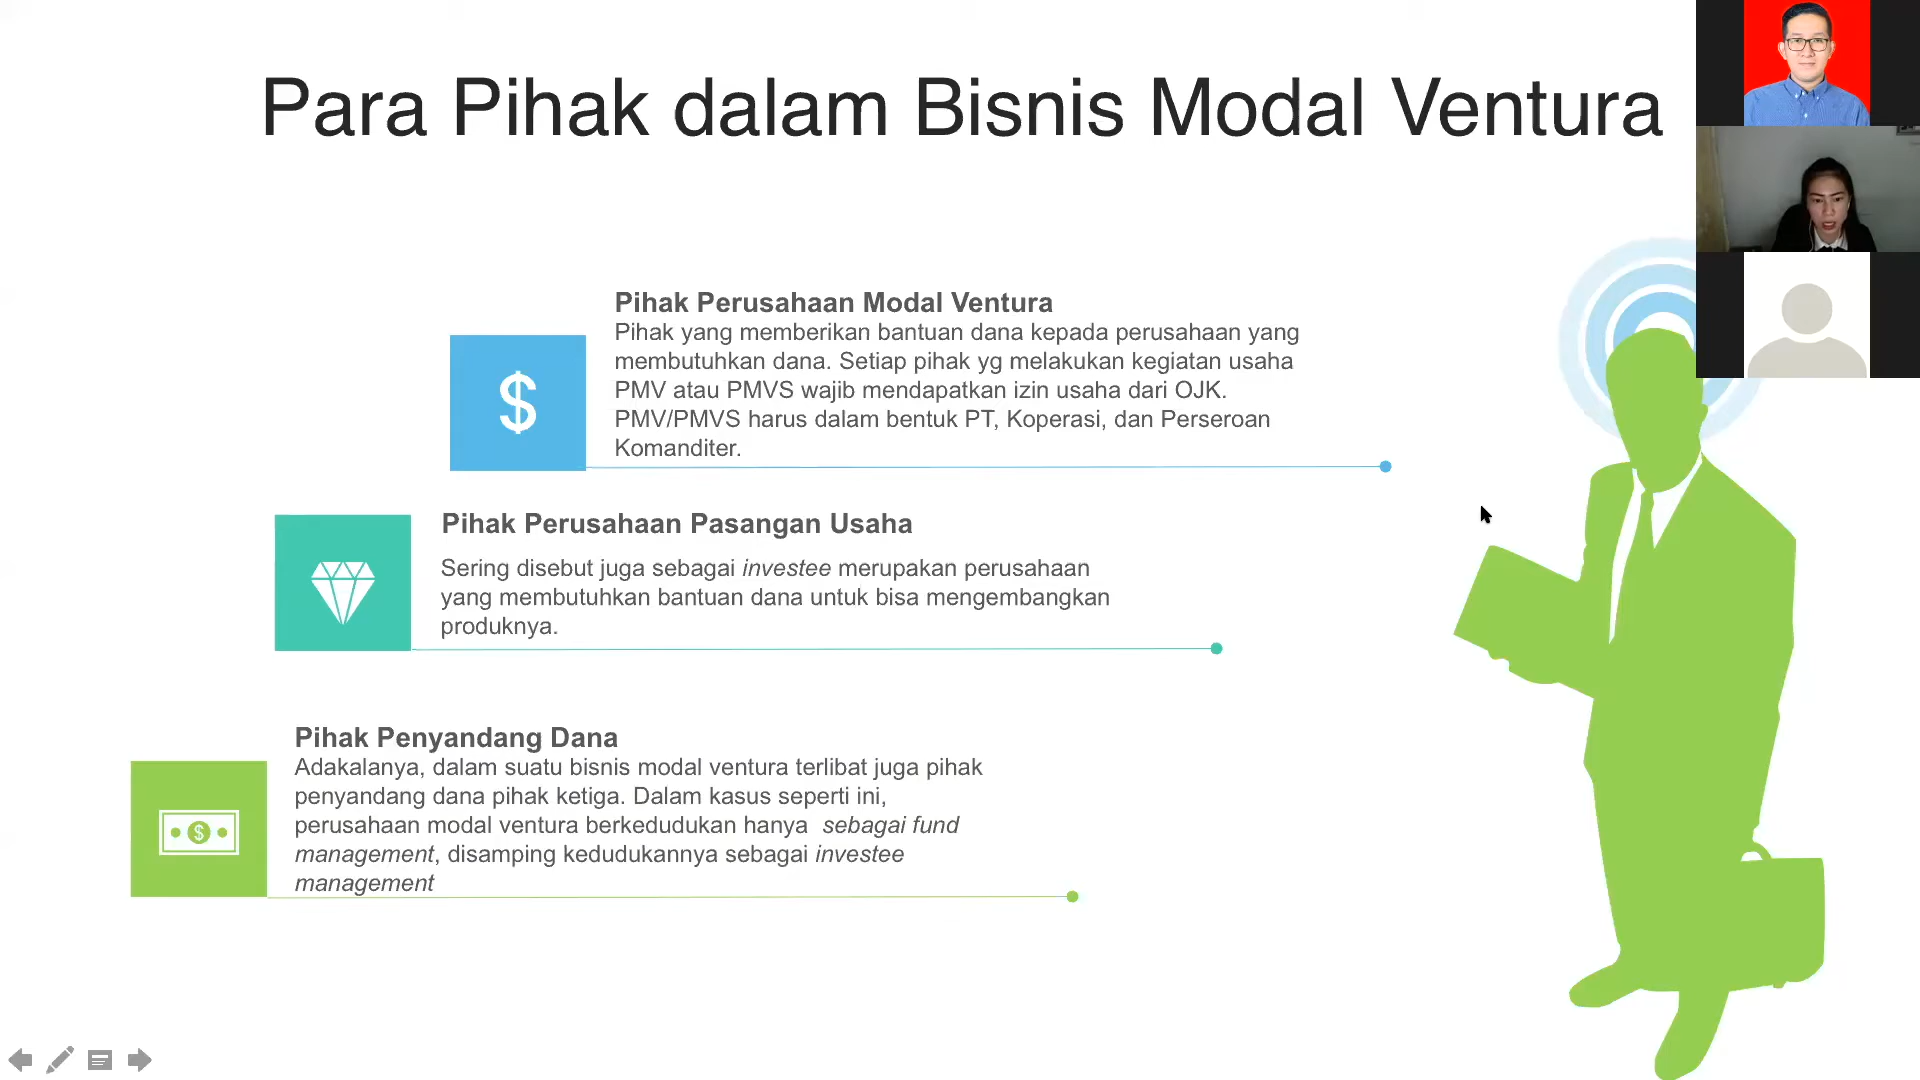 Para Pihak dalam Bisnis Modal Ventura
Pihak Perusahaan Modal Ventura
Pihak yang memberikan bantuan dana kepada perusahaan yang
membutuhkan dana. Setiap pihak yg melakukan kegiatan usaha
PMV atau PMVS wajib mendapatkan izin usaha dari OJK.
PMV/PMVS harus dalam bentuk PT, Koperasi, dan Perseroan
Komanditer.
$
Pihak Perusahaan Pasangan Usaha
Sering disebut juga sebagai investee merupakan perusahaan
yang membutuhkan bantuan dana untuk bisa mengembangkan
produknya.
Pihak Penyandang Dana
Adakalanya, dalam suatu bisnis modal ventura terlibat juga pihak
penyandang dana pihak ketiga. Dalam kasus seperti ini,
perusahaan modal ventura berkedudukan hanya  sebagai fund
management, disamping kedudukannya sebagai investee
management
$